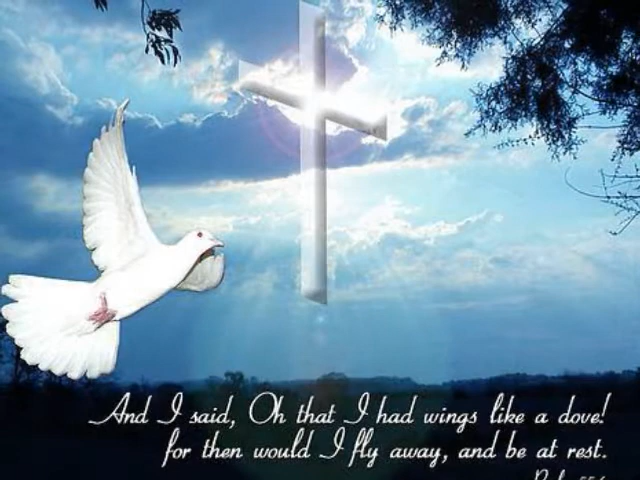 And I said, Oh that I had wings like a dove!
for then would I fly away, and be at rest.